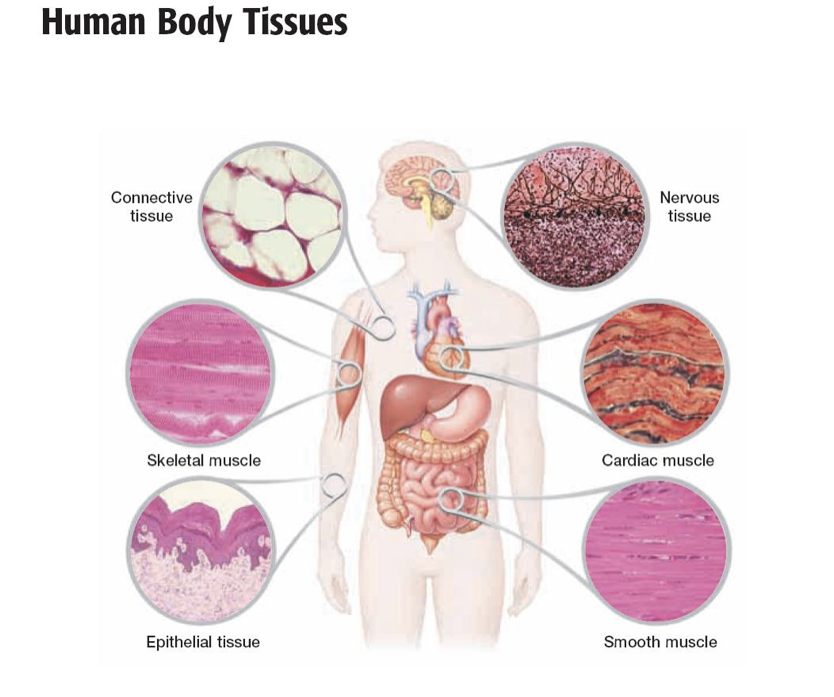 Human Body Tissues
Connective
tissue
Nervous
tissue
Skeletal muscle
Cardiac muscle
Epithelial tissue
Smooth muscle